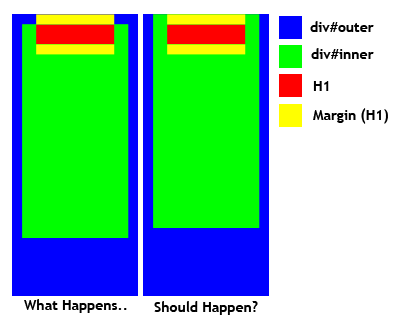 div#outer
div#inner
H1
Margin (H1)
What Happens..
Should Happen?